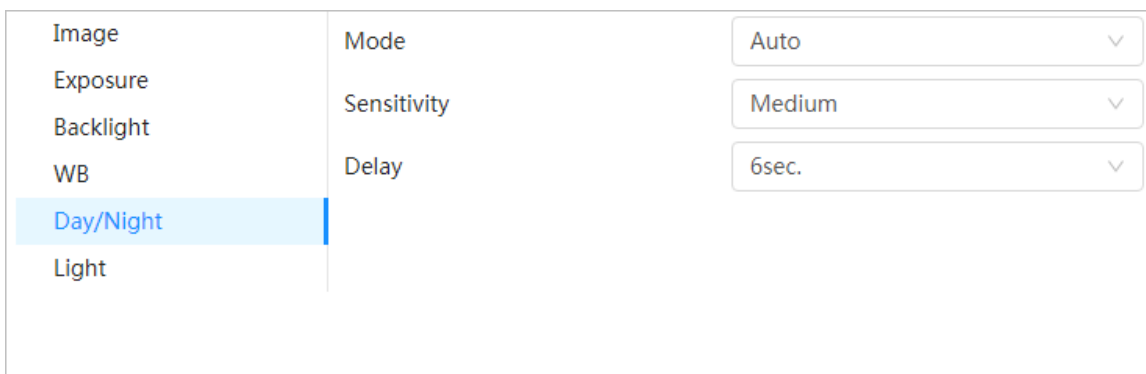 Image
Exposure
Backlight
WB
Day/Night
Light
Mode
Auto
Sensitivity
Medium
Delay
6sec.